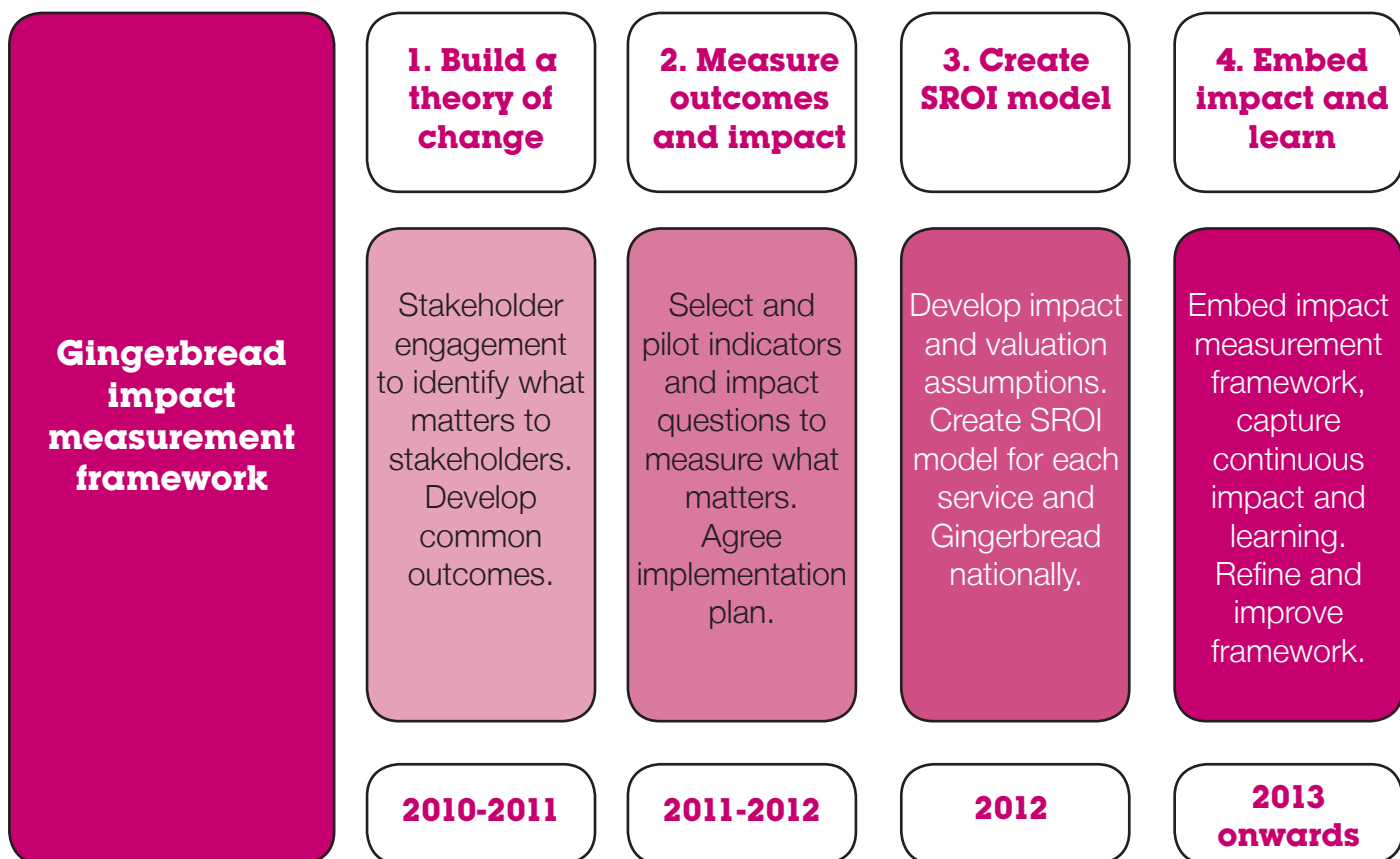 Gingerbread
impact
measurement
framework
1. Build a
theory of
change
2. Measure
outcomes
and impact
3. Create
SROI model
4. Embed
impact and
learn
Stakeholder
engagement
to identify what
matters to
stakeholders.
Develop
common
outcomes.
Select and
pilot indicators
and impact
questions to
measure what
matters.
Agree
implementation
plan.
Develop impact
and valuation
assumptions.
Create SROI
model for each
service and
Gingerbread
nationally.
Embed impact
measurement
framework,
capture
continuous
impact and
learning.
Refine and
improve
framework.
2010-2011
2011-2012
2012
2013
onwards